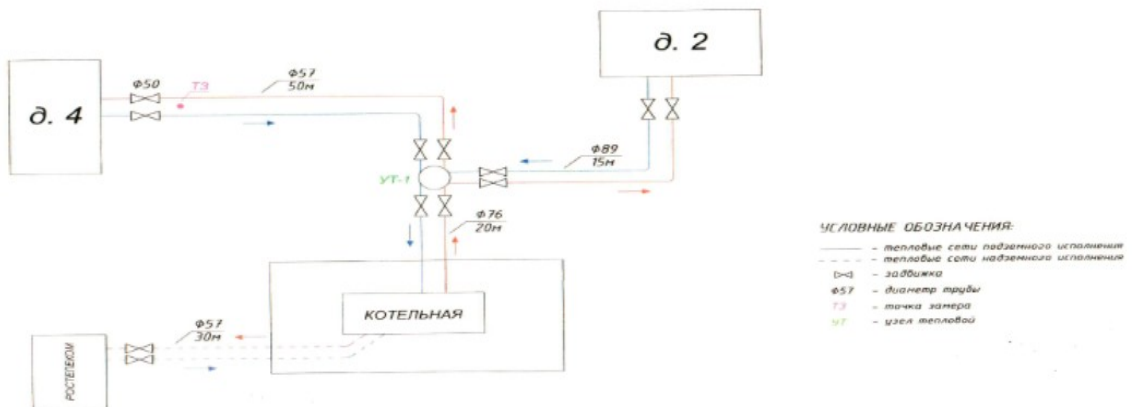 д. 2
Ф57
50м
Ф50
ТЗ
д. 4
Ф89
15м
УТ-1
Ф76
20м
УСЛОВНЫЕ ОБОЗНАЧЕНИЯ:
- тепловые сети подземного исполнения
- тепловые сети надземного исполнения
- задвижка
Ф57 - диаметр трубы
ТЗ - точка замера
УТ - узел тепловой
КОТЕЛЬНАЯ
Ф57
30м
РОСТЕЛЕКОМ